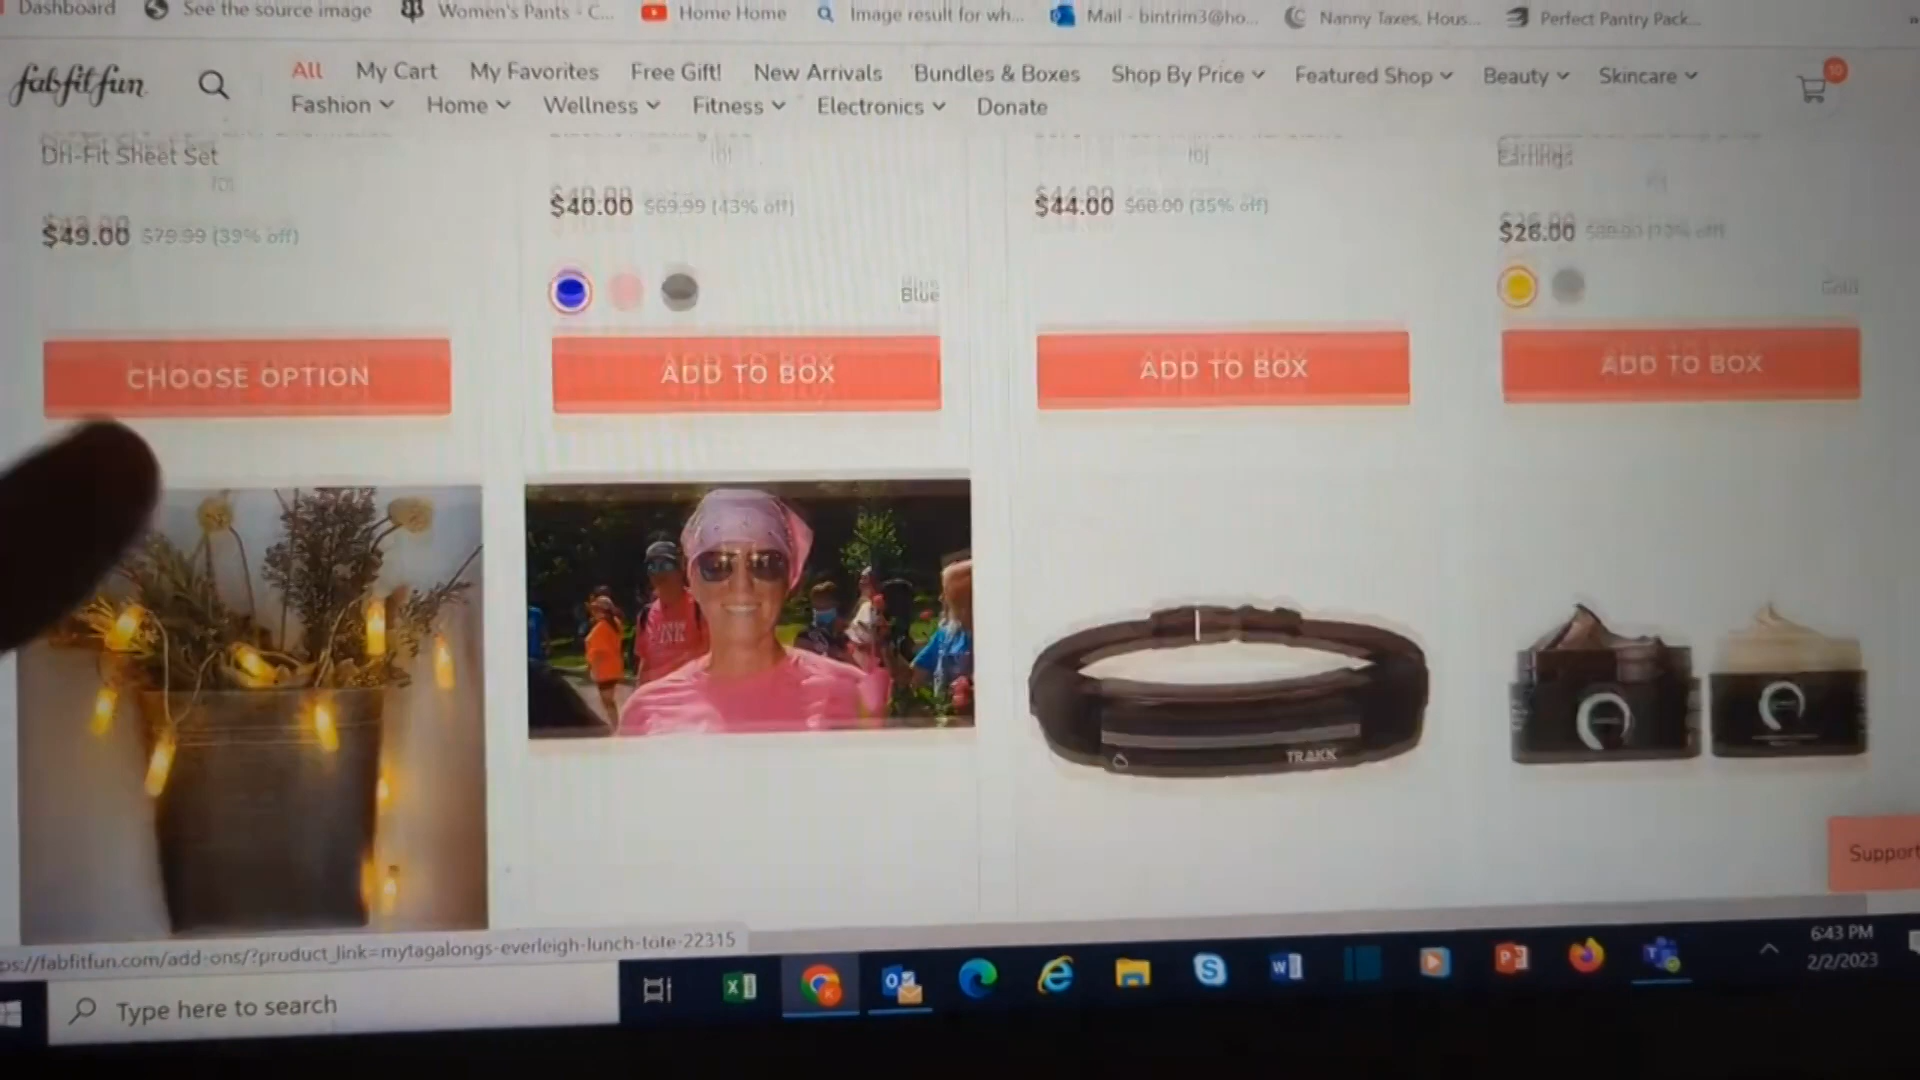 Dashboard See the source image Women's Pants - C... Home Home Image result for wh... Mail - bintrim3@ho... Nanny Taxes, Hous... Perfect Pantry Pack... »
fabfitfun All My Cart My Favorites Free Gift! New Arrivals Bundles & Boxes Shop By Price Featured Shop Beauty Skincare 10
Fashion Home Wellness Fitness Electronics Donate
Sheet Set Earrings
$49.00 $79.99 (39% off) $40.00 $69.99 (43% off) $44.00 $68.00 (35% off) $26.00
Blue Gold
CHOOSE OPTION ADD TO BOX ADD TO BOX ADD TO BOX
TRAKK
Support
ps://fabfitfun.com/add-ons/?product_link=mytagalongs-everleigh-lunch-tote-22315
Type here to search
6:43 PM
2/2/2023